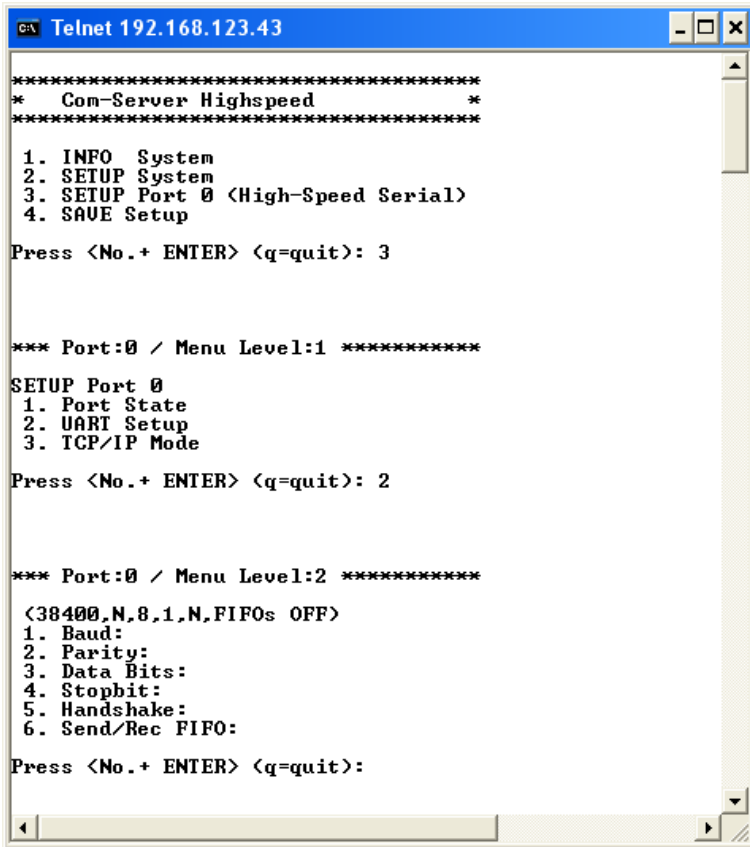 Telnet 192.168.123.43
*************************************
*   Com-Server Highspeed            *
*************************************
1. INFO  System
2. SETUP System
3. SETUP Port 0 (High-Speed Serial)
4. SAVE Setup
Press <No.+ ENTER> (q=quit): 3
*** Port:0 / Menu Level:1 ***********
SETUP Port 0
1. Port State
2. UART Setup
3. TCP/IP Mode
Press <No.+ ENTER> (q=quit): 2
*** Port:0 / Menu Level:2 ***********
(38400,N,8,1,N,FIFOs OFF)
1. Baud:
2. Parity:
3. Data Bits:
4. Stopbit:
5. Handshake:
6. Send/Rec FIFO:
Press <No.+ ENTER> (q=quit):